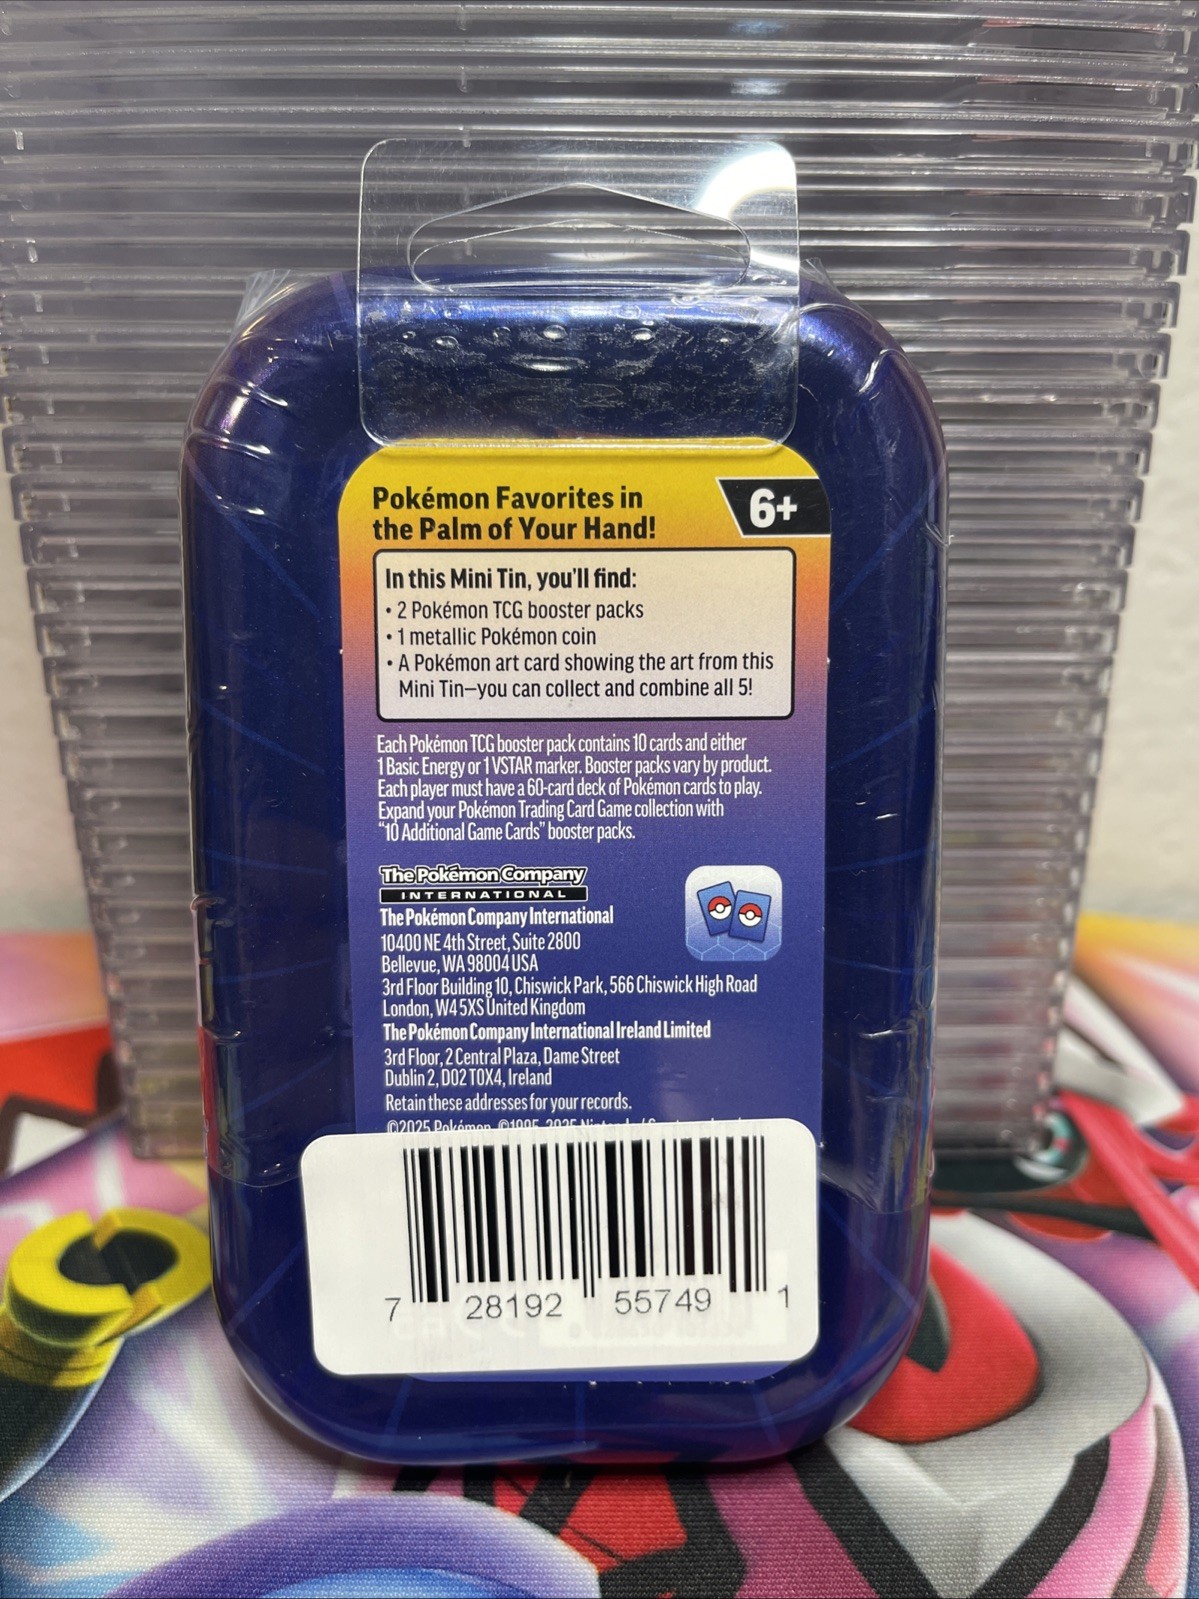 Pokémon Favorites in
the Palm of Your Hand!
6+
In this Mini Tin, you'll find:
• 2 Pokémon TCG booster packs
• 1 metallic Pokémon coin
• A Pokémon art card showing the art from this
Mini Tin—you can collect and combine all 5!
Each Pokémon TCG booster pack contains 10 cards and either
1 Basic Energy or 1 VSTAR marker. Booster packs vary by product.
Each player must have a 60-card deck of Pokémon cards to play.
Expand your Pokémon Trading Card Game collection with
“10 Additional Game Cards” booster packs.
The Pokémon Company
INTERNATIONAL
The Pokémon Company International
10400 NE 4th Street, Suite 2800
Bellevue, WA 98004 USA
3rd Floor Building 10, Chiswick Park, 566 Chiswick High Road
London, W4 5XS United Kingdom
The Pokémon Company International Ireland Limited
3rd Floor, 2 Central Plaza, Dame Street
Dublin 2, D02 T0X4, Ireland
Retain these addresses for your records.
©2025 Pokémon. ©1995–2025 Nintendo /
7 28192 55749 1